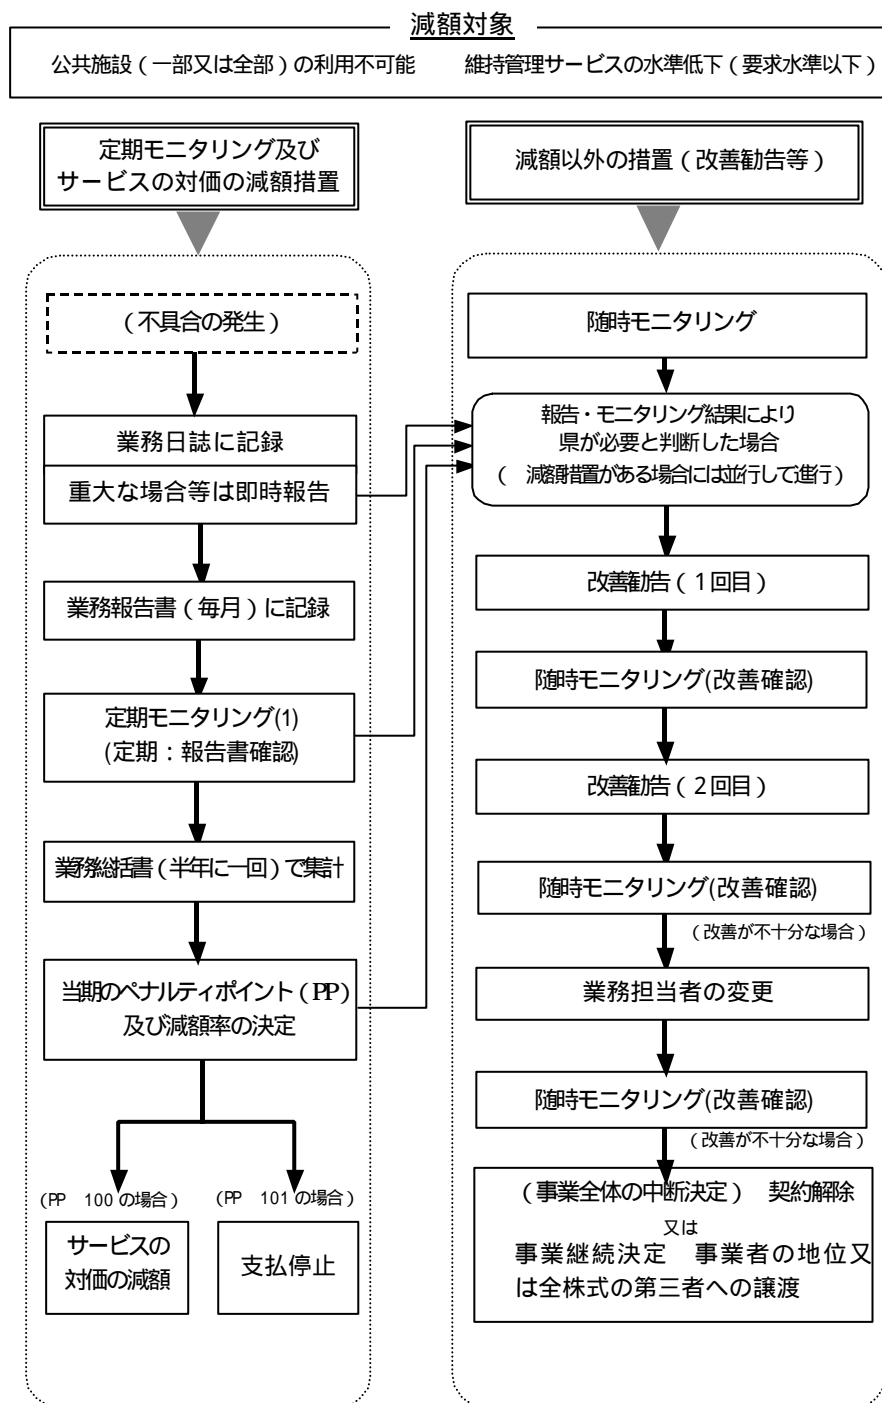 減額対象
公共施設（一部又は全部）の利用不可能　維持管理サービスの水準低下（要求水準以下）
定期モニタリング及び
サービスの対価の減額措置
（不具合の発生）
業務日誌に記録
重大な場合等は即時報告
業務報告書（毎月）に記録
定期モニタリング(1)
(定期：報告書確認)
業務総括書（半年に一回）で集計
当期のペナルティポイント（PP）
及び減額率の決定
（PP　100 の場合）
サービスの
対価の減額
（PP　101 の場合）
支払停止
減額以外の措置（改善勧告等）
随時モニタリング
報告・モニタリング結果により
県が必要と判断した場合
（　減額措置がある場合には並行して進行）
改善勧告（1回目）
随時モニタリング(改善確認)
改善勧告（2回目）
随時モニタリング(改善確認)
（改善が不十分な場合）
業務担当者の変更
随時モニタリング(改善確認)
（改善が不十分な場合）
（事業全体の中断決定）　契約解除
又は
事業継続決定　事業者の地位又
は全株式の第三者への譲渡